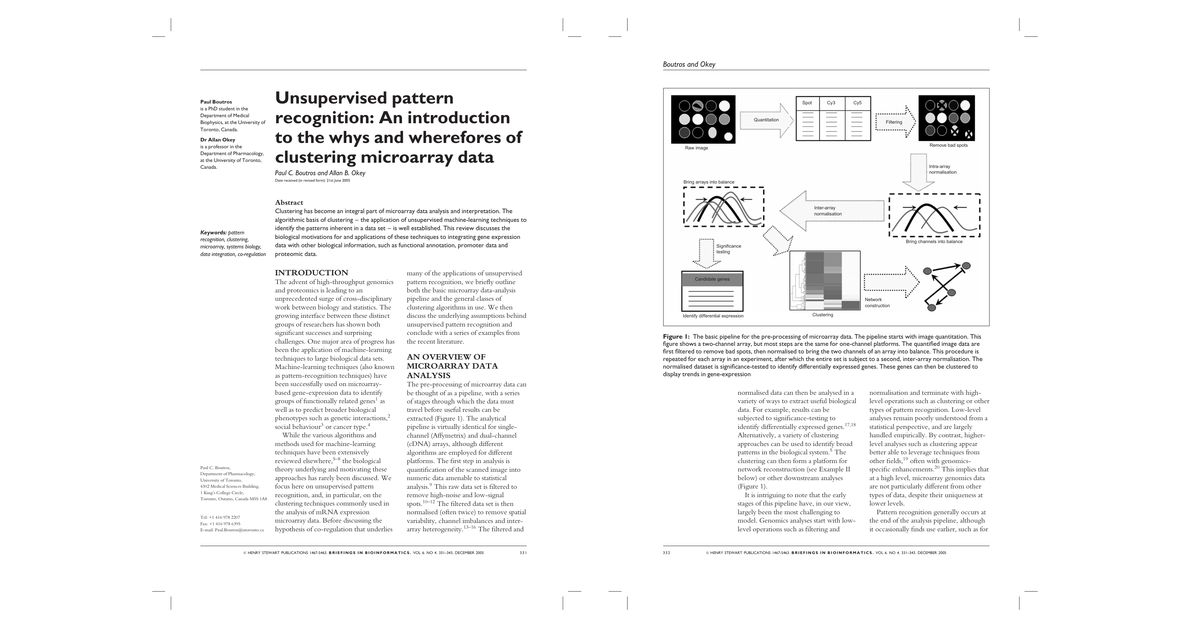 Paul Boutros
is a PhD student in the
Department of Medical
Biophysics, at the University of
Toronto, Canada.
Dr Allan Okey
is a professor in the
Department of Pharmacology,
at the University of Toronto,
Canada.
Keywords: pattern
recognition, clustering,
microarray, systems biology,
data integration, co-regulation
Paul C. Boutros,
Department of Pharmacology,
University of Toronto,
4302 Medical Sciences Building,
1 King's College Circle,
Toronto, Ontario, Canada M5S 1A8
Tel: +1 416 978 2207
Fax: +1 416 978 6395
E-mail: Paul.Boutros@utoronto.ca
Unsupervised pattern
recognition: An introduction
to the whys and wherefores of
clustering microarray data
Paul C. Boutros and Allan B. Okey
Date received (in revised form): 21st June 2005
Abstract
Clustering has become an integral part of microarray data analysis and interpretation. The
algorithmic basis of clustering – the application of unsupervised machine-learning techniques to
identify the patterns inherent in a data set – is well established. This review discusses the
biological motivations for and applications of these techniques to integrating gene expression
data with other biological information, such as functional annotation, promoter data and
proteomic data.
INTRODUCTION
The advent of high-throughput genomics
and proteomics is leading to an
unprecedented surge of cross-disciplinary
work between biology and statistics. The
growing interface between these distinct
groups of researchers has shown both
significant successes and surprising
challenges. One major area of progress has
been the application of machine-learning
techniques to large biological data sets.
Machine-learning techniques (also known
as pattern-recognition techniques) have
been successfully used on microarray-
based gene-expression data to identify
groups of functionally related genes1 as
well as to predict broader biological
phenotypes such as genetic interactions,2
social behaviour3 or cancer type.4
While the various algorithms and
methods used for machine-learning
techniques have been extensively
reviewed elsewhere,5–8 the biological
theory underlying and motivating these
approaches has rarely been discussed. We
focus here on unsupervised pattern
recognition, and, in particular, on the
clustering techniques commonly used in
the analysis of mRNA expression
microarray data. Before discussing the
hypothesis of co-regulation that underlies
many of the applications of unsupervised
pattern recognition, we briefly outline
both the basic microarray data-analysis
pipeline and the general classes of
clustering algorithms in use. We then
discuss the underlying assumptions behind
unsupervised pattern recognition and
conclude with a series of examples from
the recent literature.
AN OVERVIEW OF
MICROARRAY DATA
ANALYSIS
The pre-processing of microarray data can
be thought of as a pipeline, with a series
of stages through which the data must
travel before useful results can be
extracted (Figure 1). The analytical
pipeline is virtually identical for single-
channel (Affymetrix) and dual-channel
(cDNA) arrays, although different
algorithms are employed for different
platforms. The first step in analysis is
quantification of the scanned image into
numeric data amenable to statistical
analysis.9 This raw data set is filtered to
remove high-noise and low-signal
spots.10–12 The filtered data set is then
normalised (often twice) to remove spatial
variability, channel imbalances and inter-
array heterogeneity.13–16 The filtered and
© HENRY STEWART PUBLICATIONS 1467-5463. BRIEFINGS IN BIOINFORMATICS. VOL 6. NO 4. 331–343. DECEMBER 2005
331
Boutros and Okey
Raw image
Quantitation
Spot Cy3 Cy5
Filtering
Remove bad spots
Intra-array
normalisation
Bring arrays into balance
Inter-array
normalisation
Bring channels into balance
Significance
testing
Candidate genes
Identify differential expression
Clustering
Network
construction
Figure 1: The basic pipeline for the pre-processing of microarray data. The pipeline starts with image quantitation. This
figure shows a two-channel array, but most steps are the same for one-channel platforms. The quantified image data are
first filtered to remove bad spots, then normalised to bring the two channels of an array into balance. This procedure is
repeated for each array in an experiment, after which the entire set is subject to a second, inter-array normalisation. The
normalised dataset is significance-tested to identify differentially expressed genes. These genes can then be clustered to
display trends in gene-expression
normalised data can then be analysed in a
variety of ways to extract useful biological
data. For example, results can be
subjected to significance-testing to
identify differentially expressed genes.17,18
Alternatively, a variety of clustering
approaches can be used to identify broad
patterns in the biological system.5 The
clustering can then form a platform for
network reconstruction (see Example II
below) or other downstream analyses
(Figure 1).
It is intriguing to note that the early
stages of this pipeline have, in our view,
largely been the most challenging to
model. Genomics analyses start with low-
level operations such as filtering and
normalisation and terminate with high-
level operations such as clustering or other
types of pattern recognition. Low-level
analyses remain poorly understood from a
statistical perspective, and are largely
handled empirically. By contrast, higher-
level analyses such as clustering appear
better able to leverage techniques from
other fields,19 often with genomics-
specific enhancements.20 This implies that
at a high level, microarray genomics data
are not particularly different from other
types of data, despite their uniqueness at
lower levels.
Pattern recognition generally occurs at
the end of the analysis pipeline, although
it occasionally finds use earlier, such as for
332
© HENRY STEWART PUBLICATIONS 1467-5463. BRIEFINGS IN BIOINFORMATICS. VOL 6. NO 4. 331–343. DECEMBER 2005